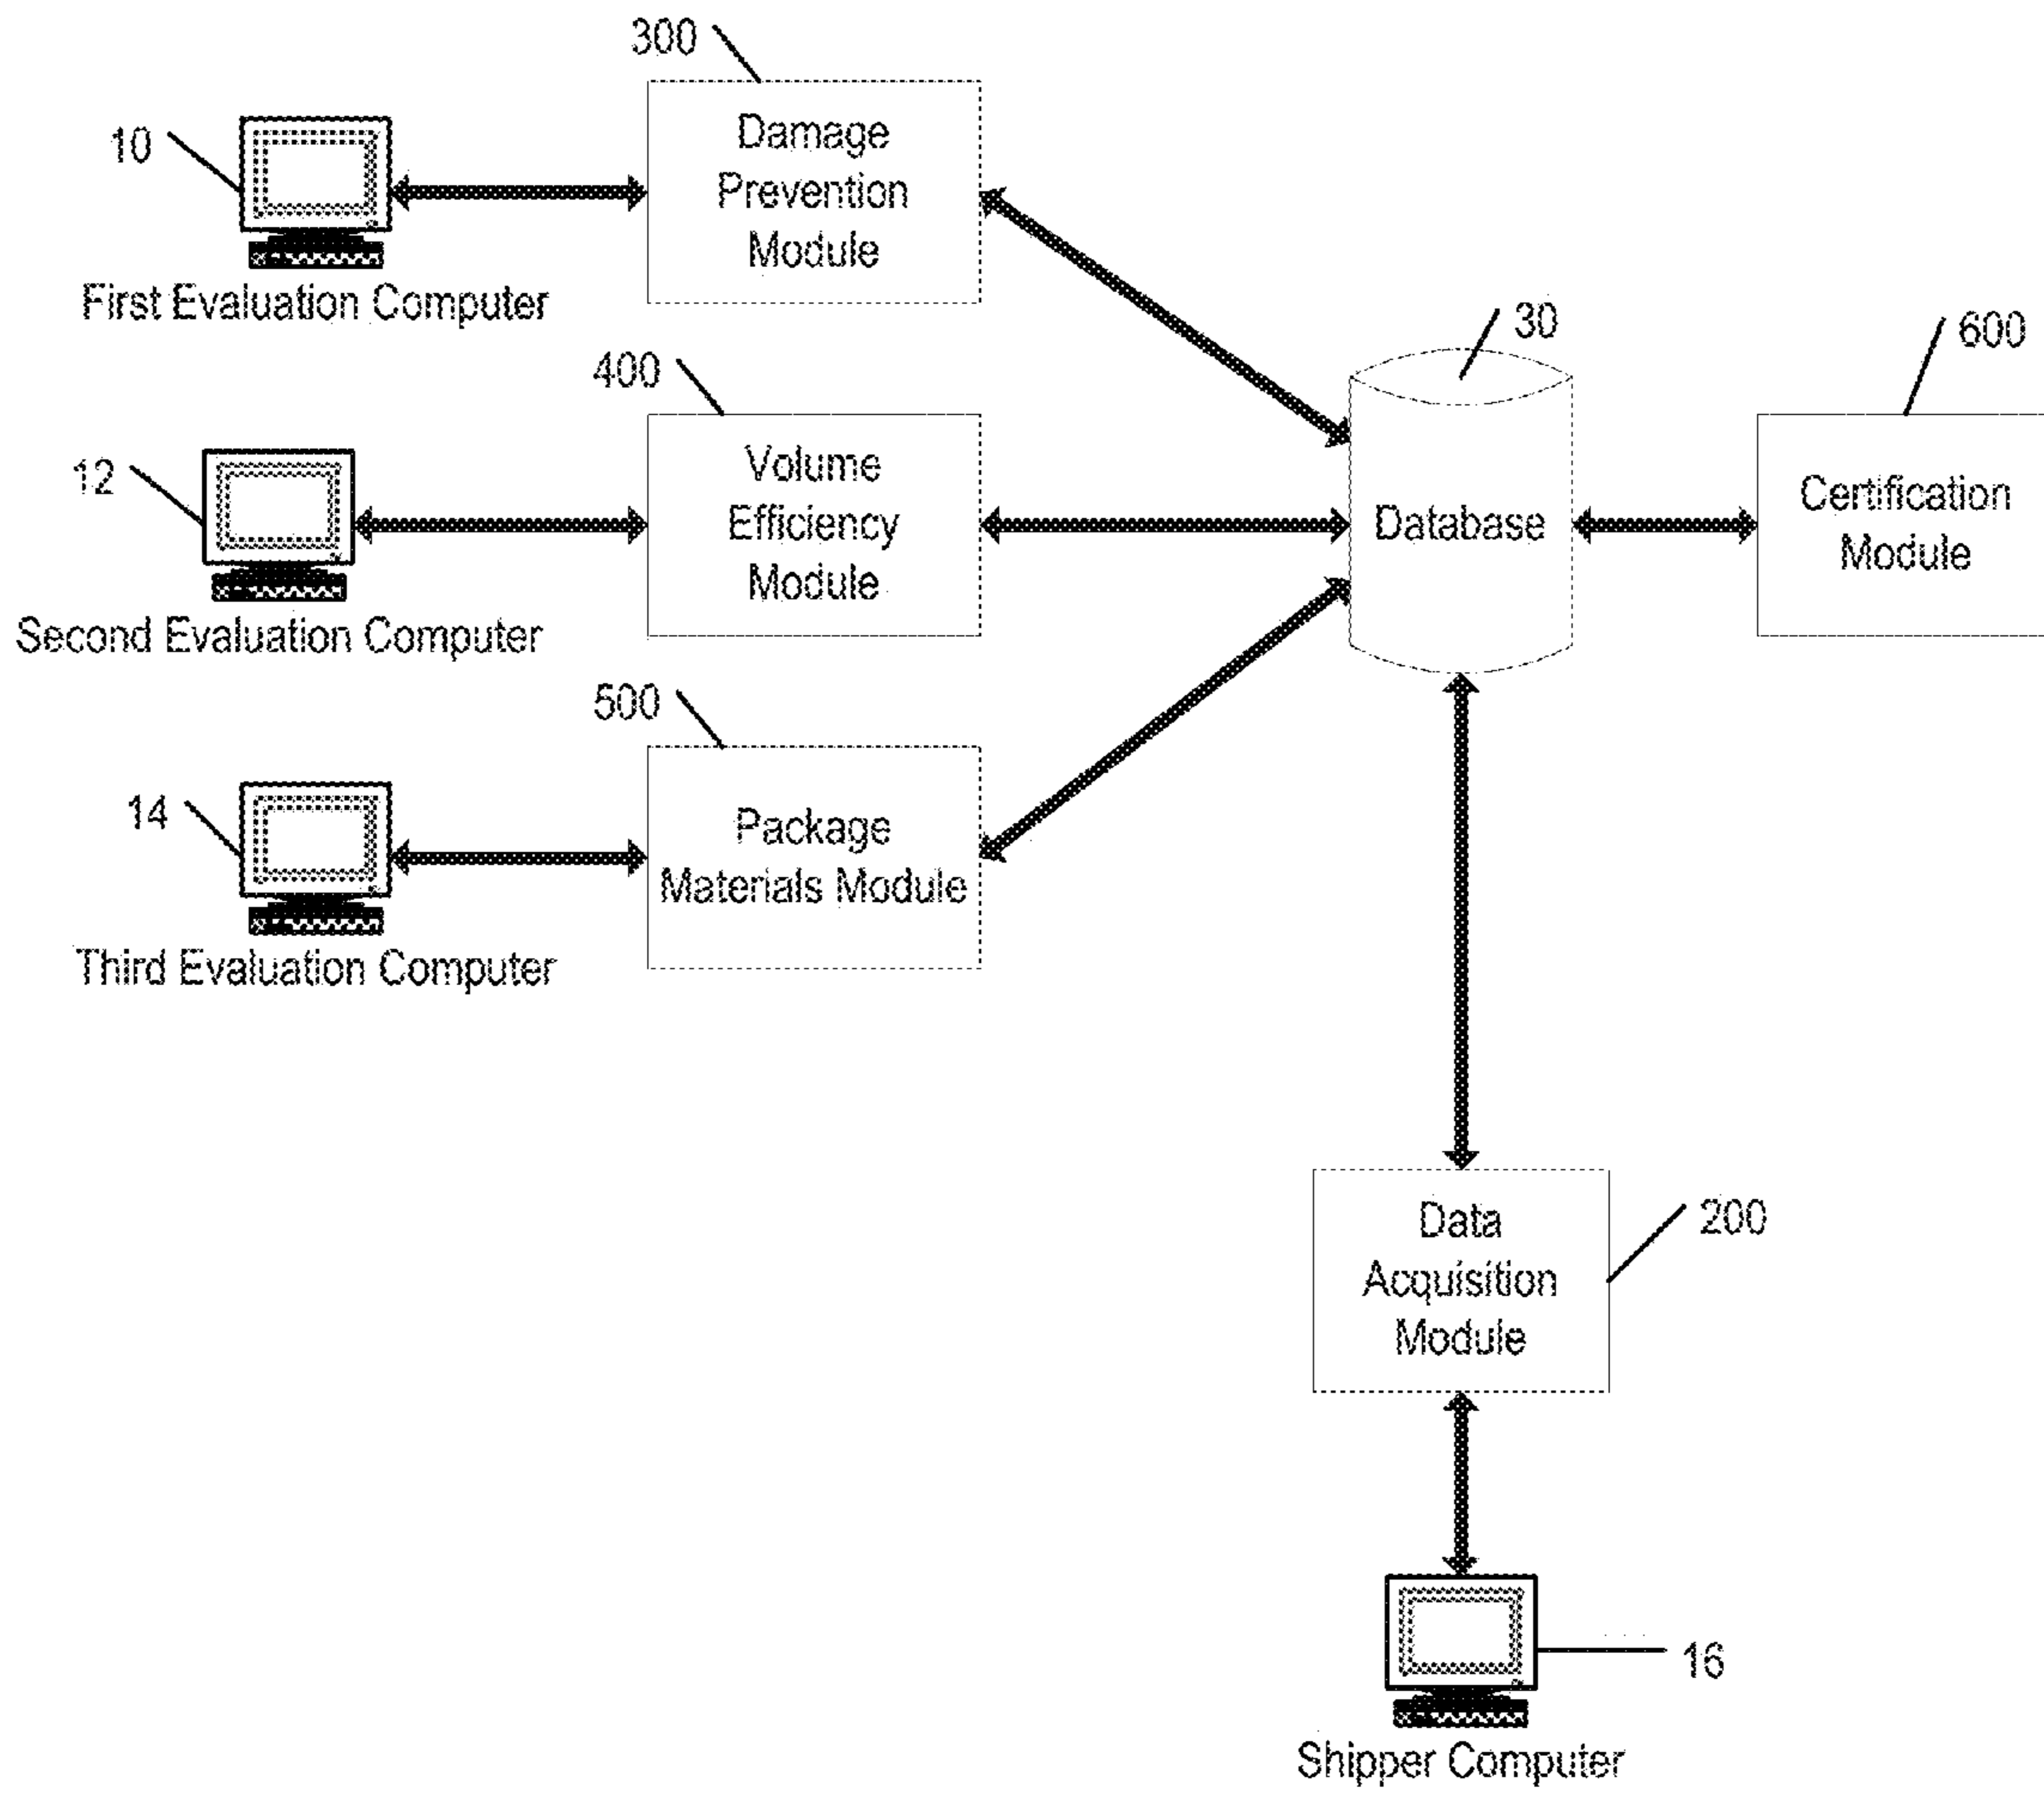 300
10
Damage
Prevention
Module
First Evaluation Computer
30
600
400
12
Volume
Efficiency
Module
Database
Certification
Module
Second Evaluation Computer
500
14
Package
Materials Module
Third Evaluation Computer
Data
Acquisition
Module
200
16
Shipper Computer